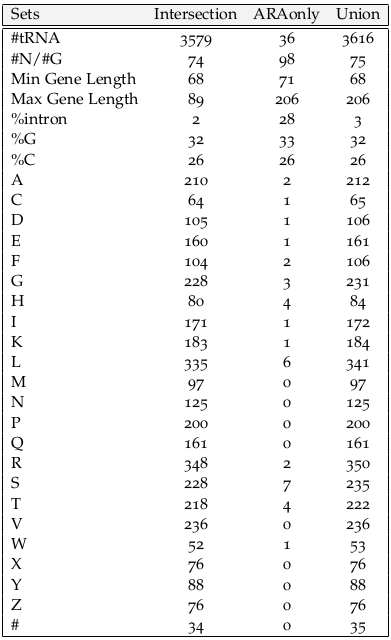 Sets Intersection ARAonly Union
#tRNA 3579 36 3616
#N/#G 74 98 75
Min Gene Length 68 71 68
Max Gene Length 89 206 206
%intron 2 28 3
%G 32 33 32
%C 26 26 26
A 210 2 212
C 64 1 65
D 105 1 106
E 160 1 161
F 104 2 106
G 228 3 231
H 80 4 84
I 171 1 172
K 183 1 184
L 335 6 341
M 97 0 97
N 125 0 125
P 200 0 200
Q 161 0 161
R 348 2 350
S 228 7 235
T 218 4 222
V 236 0 236
W 52 1 53
X 76 0 76
Y 88 0 88
Z 76 0 76
# 34 0 35